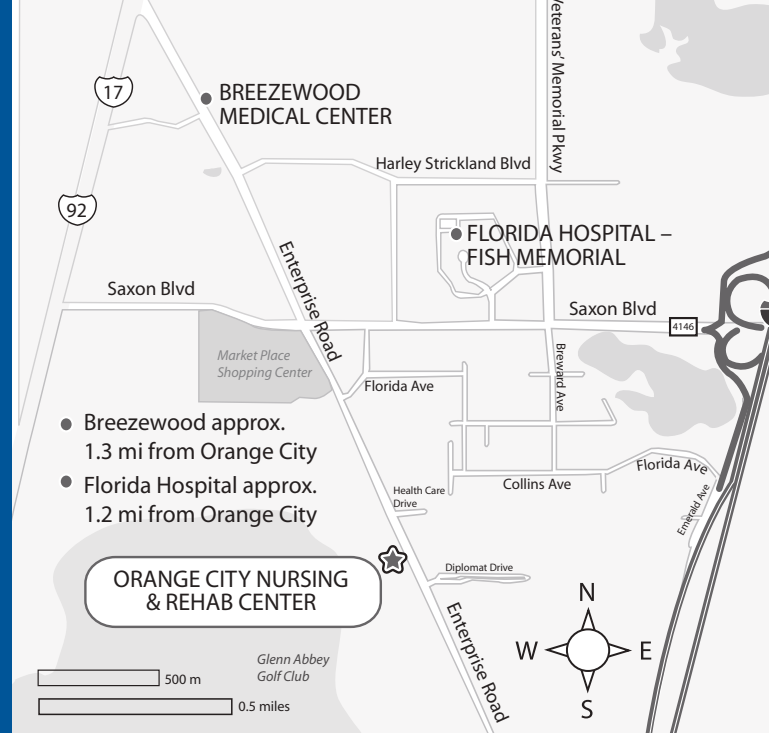 Veterans' Memorial Pkwy
17
BREEZEWOOD
MEDICAL CENTER
Harley Strickland Blvd
92
FLORIDA HOSPITAL –
FISH MEMORIAL
Enterprise Road
Saxon Blvd
Saxon Blvd
4146
Market Place
Shopping Center
Breward Ave
Florida Ave
Breezewood approx.
1.3 mi from Orange City
Florida Hospital approx.
1.2 mi from Orange City
Florida Ave
Collins Ave
Health Care
Drive
Emerald Ave
ORANGE CITY NURSING
& REHAB CENTER
Diplomat Drive
Enterprise Road
N
W
E
S
Glenn Abbey
Golf Club
500 m
0.5 miles